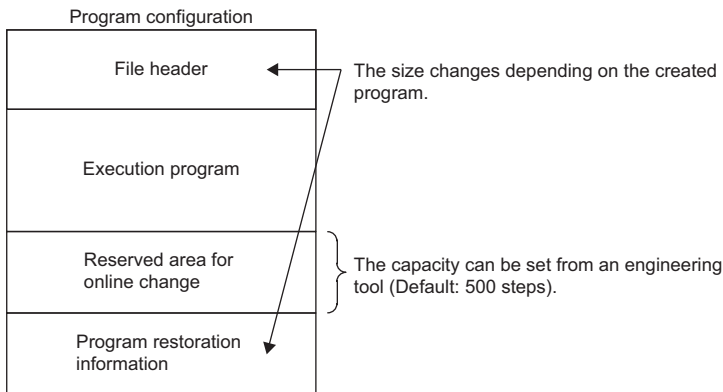 Program configuration
File header
The size changes depending on the created
program.
Execution program
Reserved area for
online change
The capacity can be set from an engineering
tool (Default: 500 steps).
Program restoration
information